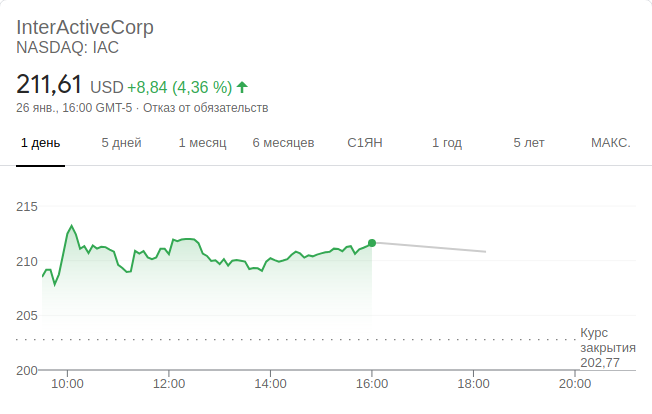 InterActiveCorp
NASDAQ: IAC
211,61 USD +8,84 (4,36 %)
26 янв., 16:00 GMT-5 · Отказ от обязательств
1 день 5 дней 1 месяц 6 месяцев С1ЯН 1 год 5 лет МАКС.
215
210
205
Курс
закрытия
202,77
200
10:00 12:00 14:00 16:00 18:00 20:00